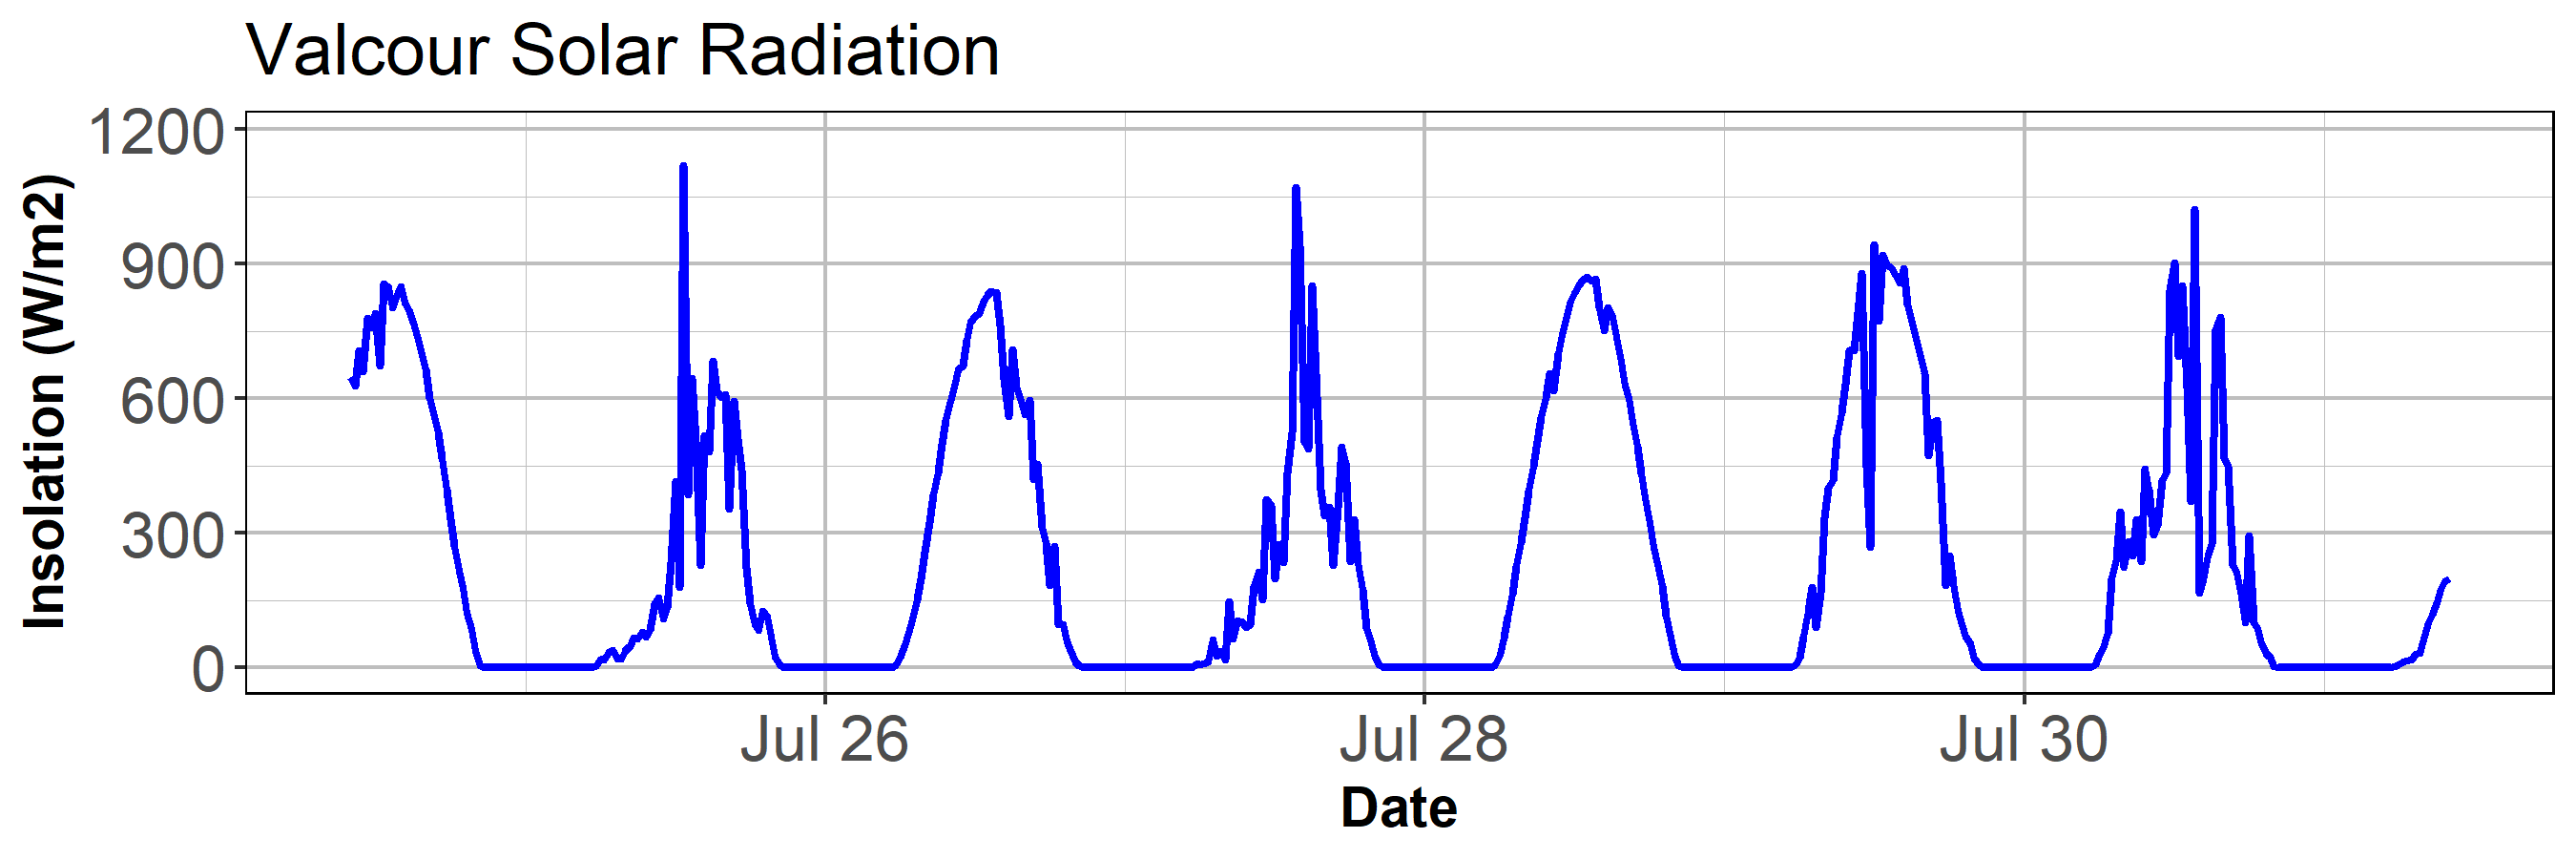 Valcour Solar Radiation
Insolation (W/m2)
1200
900
600
300
0
Jul 26
Jul 28
Jul 30
Date